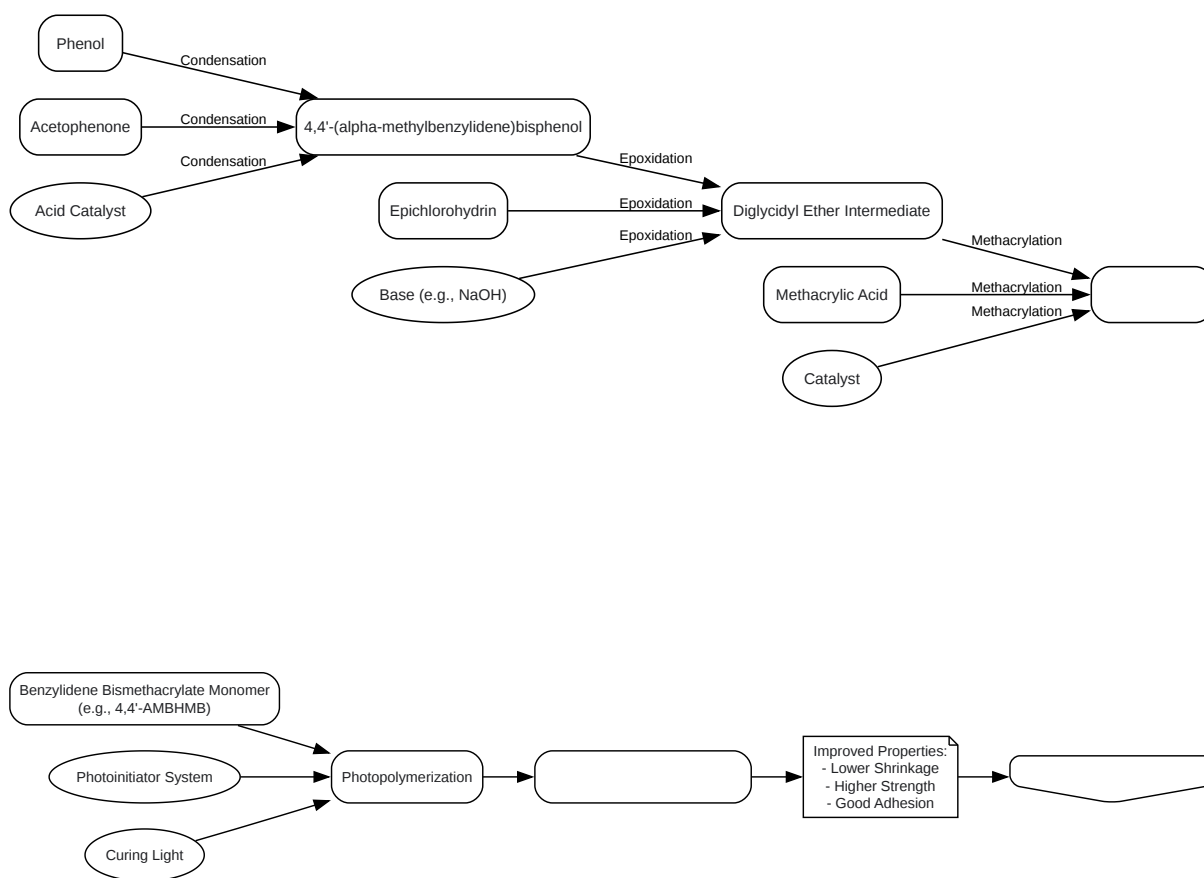 Phenol
Condensation
Acetophenone
Condensation
4,4'-(alpha-methylbenzylidene)bisphenol
Condensation
Acid Catalyst
Epoxidation
Epichlorohydrin
Epoxidation
Diglycidyl Ether Intermediate
Epoxidation
Base (e.g., NaOH)
Methacrylation
Methacrylic Acid
Methacrylation
Methacrylation
Catalyst
Benzylidene Bismethacrylate Monomer
(e.g., 4,4'-AMBHMB)
Photoinitiator System
Photopolymerization
Curing Light
Improved Properties:
- Lower Shrinkage
- Higher Strength
- Good Adhesion